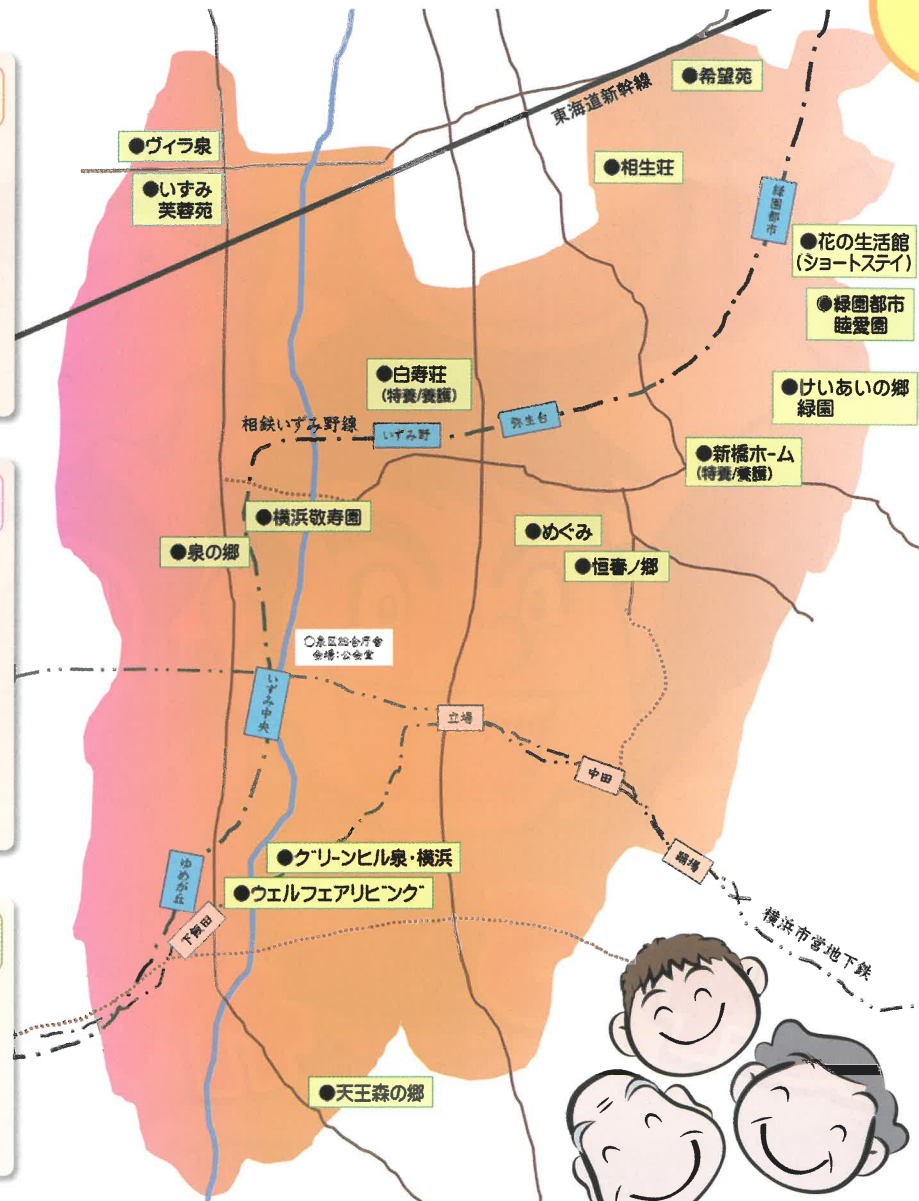 ●希望苑
東海道新幹線
●ヴィラ泉
●相生荘
●いずみ
芙蓉苑
緑園都市
●花の生活館
(ショートステイ)
●緑園都市
睦愛園
●白寿荘
(特養/養護)
●けいあいの郷
緑園
相鉄いずみ野線
いずみ野
弥生台
●新橋ホーム
(特養/養護)
●横浜敬寿園
●めぐみ
●泉の郷
●恒春ノ郷
○泉区総合庁舎
会場:公会堂
いずみ中央
立場
中田
踊場
●グリーンヒル泉・横浜
ゆめが丘
●ウェルフェアリビング
下飯田
横浜市営地下鉄
●天王森の郷